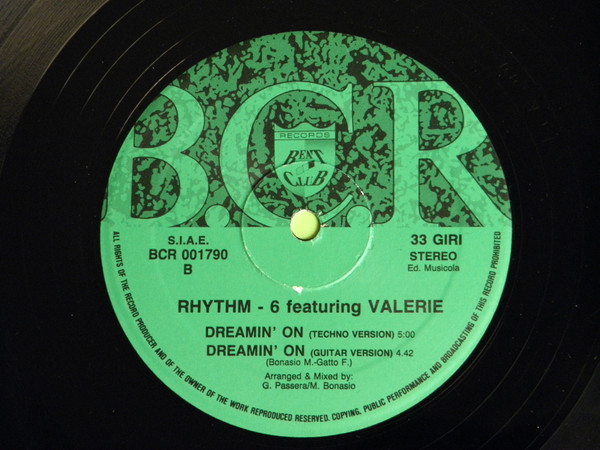 B.C.R
RECORDS
BEAT
CLUB
S.I.A.E.
33 GIRI
BCR 001790
STEREO
B
Ed. Musicola
RHYTHM - 6 featuring VALERIE
DREAMIN' ON (TECHNO VERSION) 5:00
DREAMIN' ON (GUITAR VERSION) 4.42
(Bonasio M.-Gatto F.)
Arranged & Mixed by:
G. Passera/M. Bonasio
ALL RIGHTS OF THE RECORD PRODUCER AND OF THE OWNER OF THE WORK REPRODUCED RESERVED. COPYING, PUBLIC PERFORMANCE AND BROADCASTING OF THIS RECORD PROHIBITED